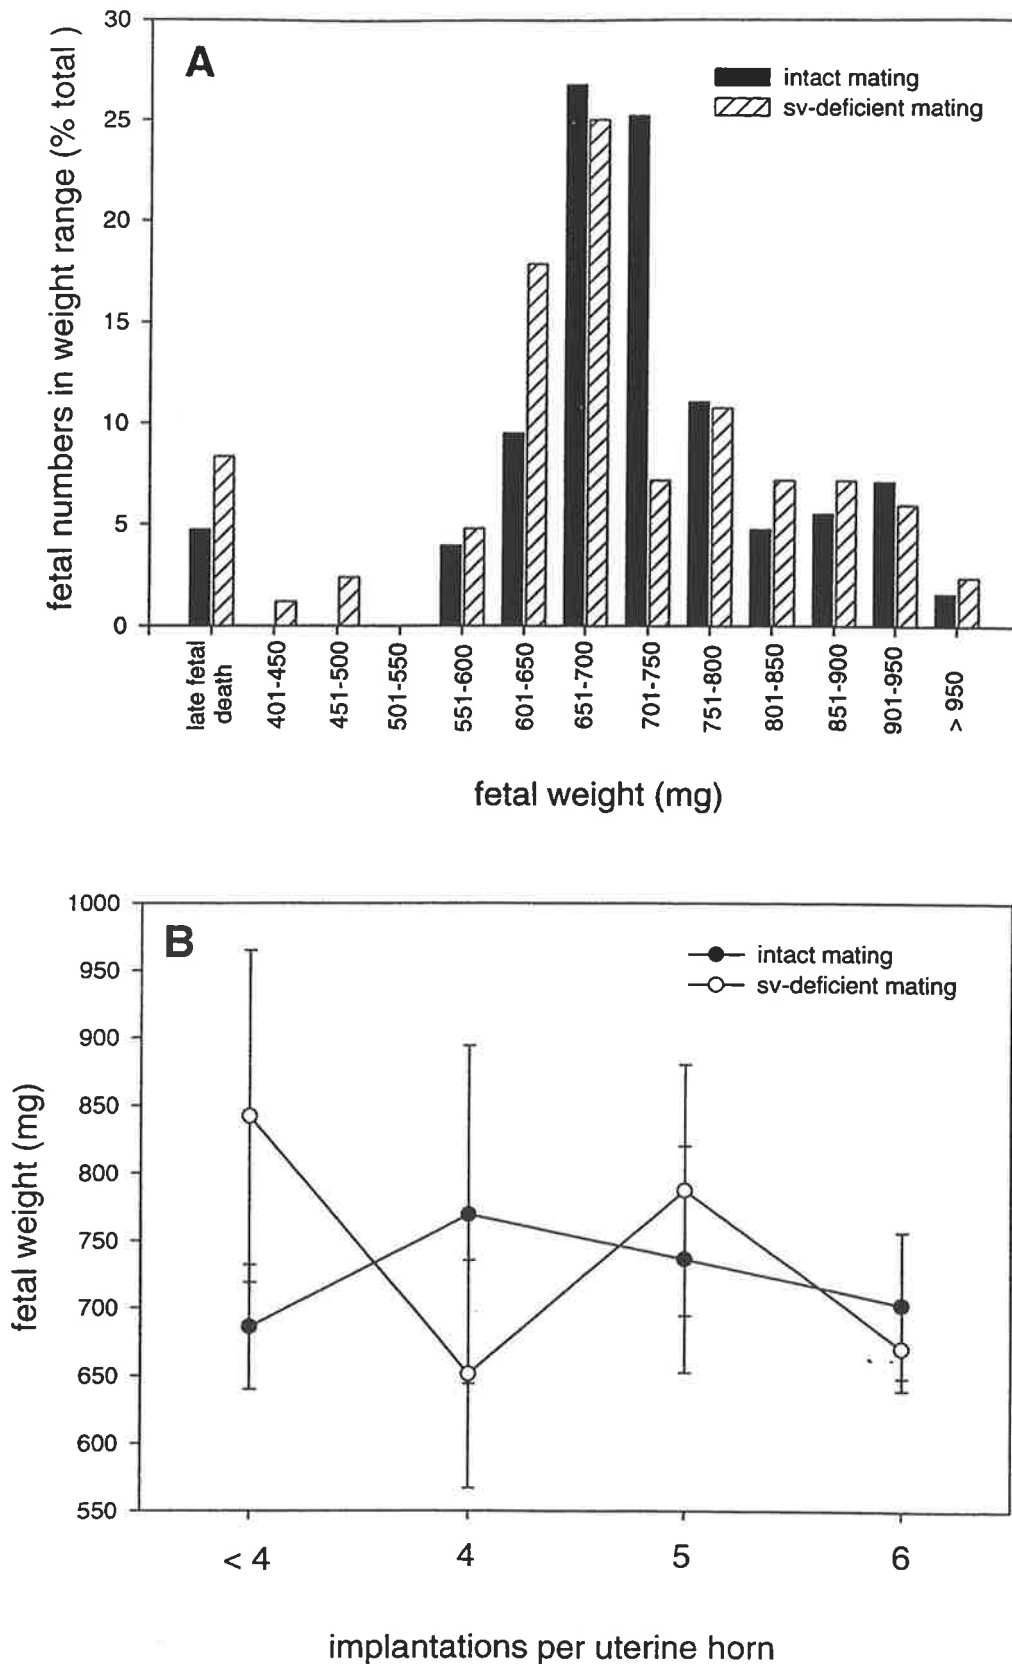 30
A
intact mating
sv-deficient mating
25
20
15
10
5
0
fetal numbers in weight range (% total )
late fetal
death
401-450
451-500
501-550
551-600
601-650
651-700
701-750
751-800
801-850
851-900
901-950
> 950
fetal weight (mg)
1000
B
intact mating
sv-deficient mating
950
900
850
800
750
700
650
600
550
fetal weight (mg)
< 4
4
5
6
implantations per uterine horn